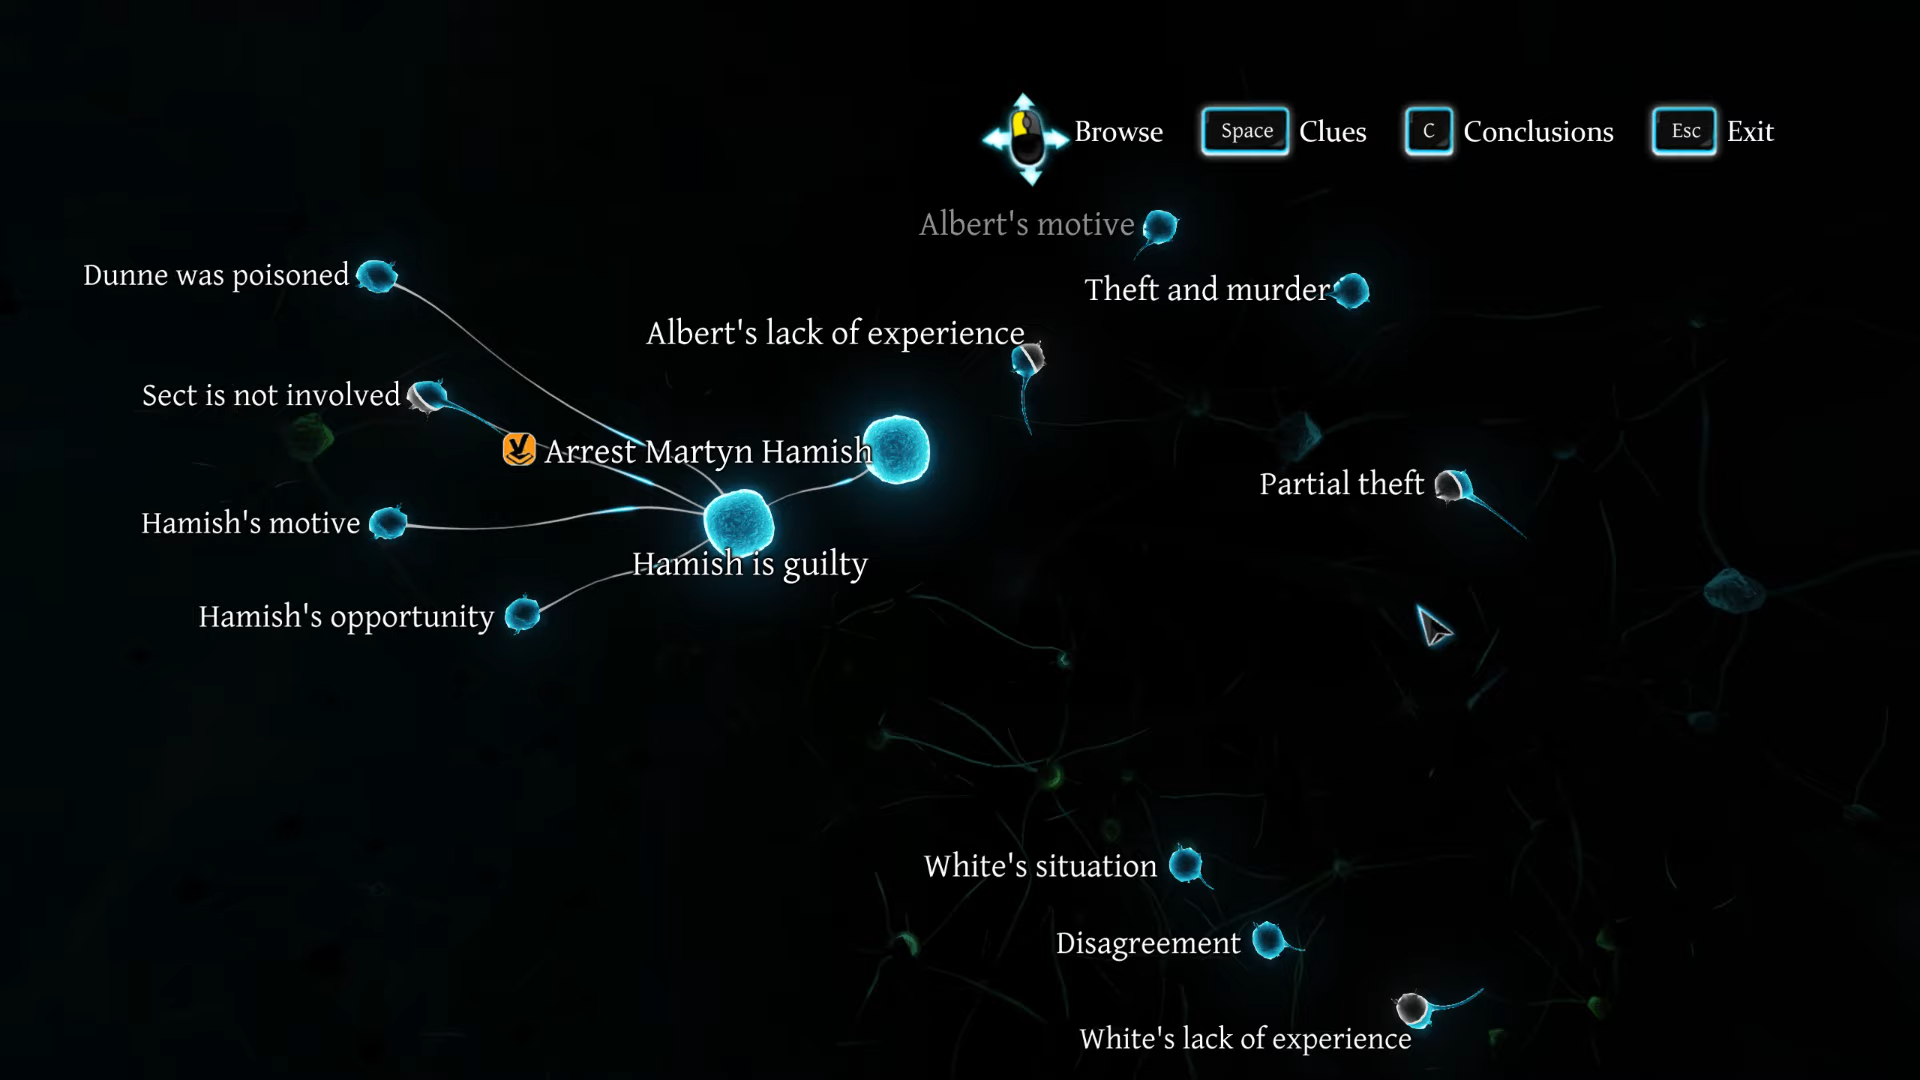 Browse
Space
Clues
C
Conclusions
Esc
Exit
Albert's motive
Dunne was poisoned
Theft and murder
Albert's lack of experience
Sect is not involved
Arrest Martyn Hamish
Partial theft
Hamish's motive
Hamish is guilty
Hamish's opportunity
White's situation
Disagreement
White's lack of experience